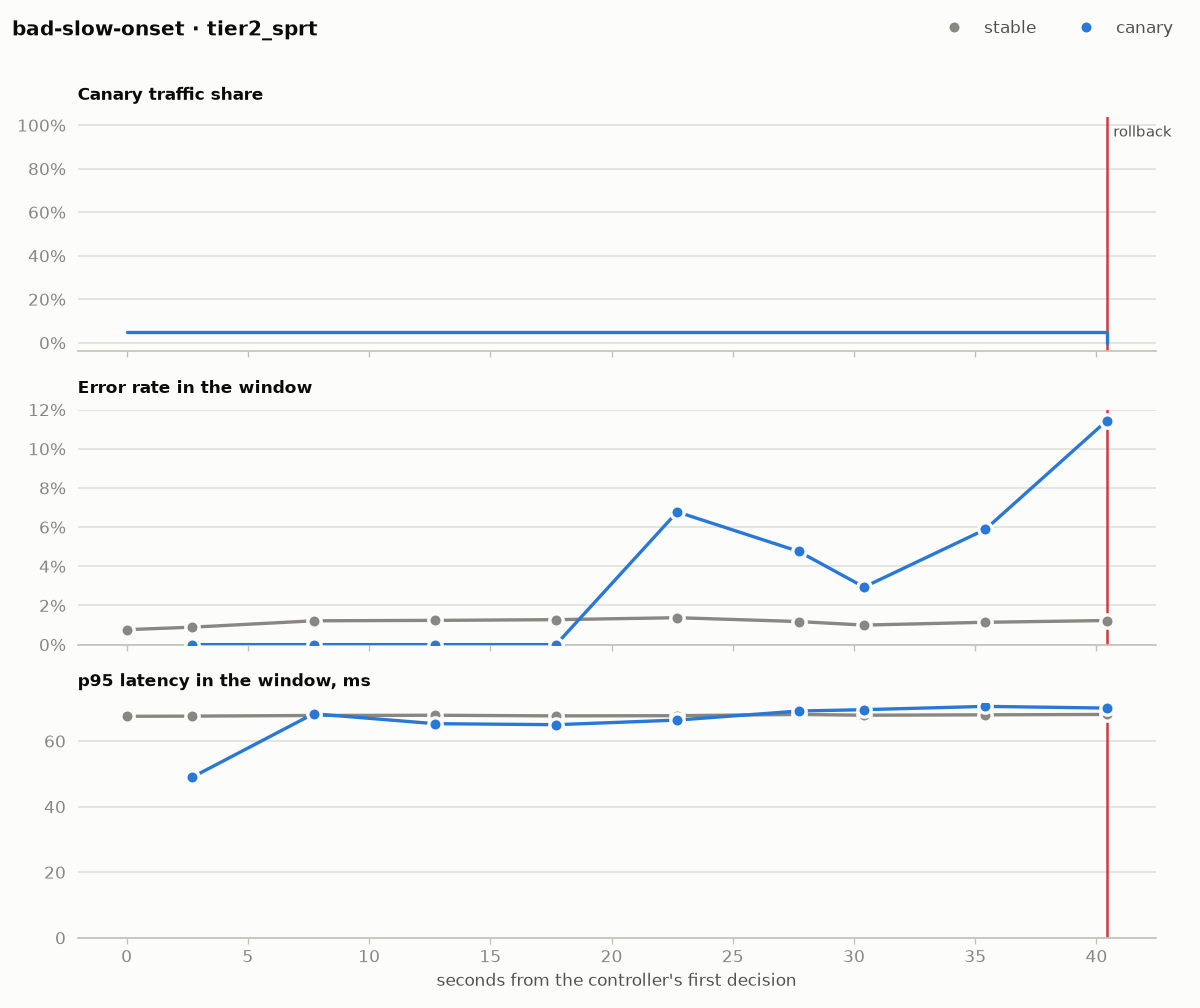 bad-slow-onset · tier2_sprt
stable canary
Canary traffic share
100%
rollback
80%
60%
40%
20%
0%
Error rate in the window
12%
10%
8%
6%
4%
2%
0%
p95 latency in the window, ms
60
40
20
0
0 5 10 15 20 25 30 35 40
seconds from the controller's first decision